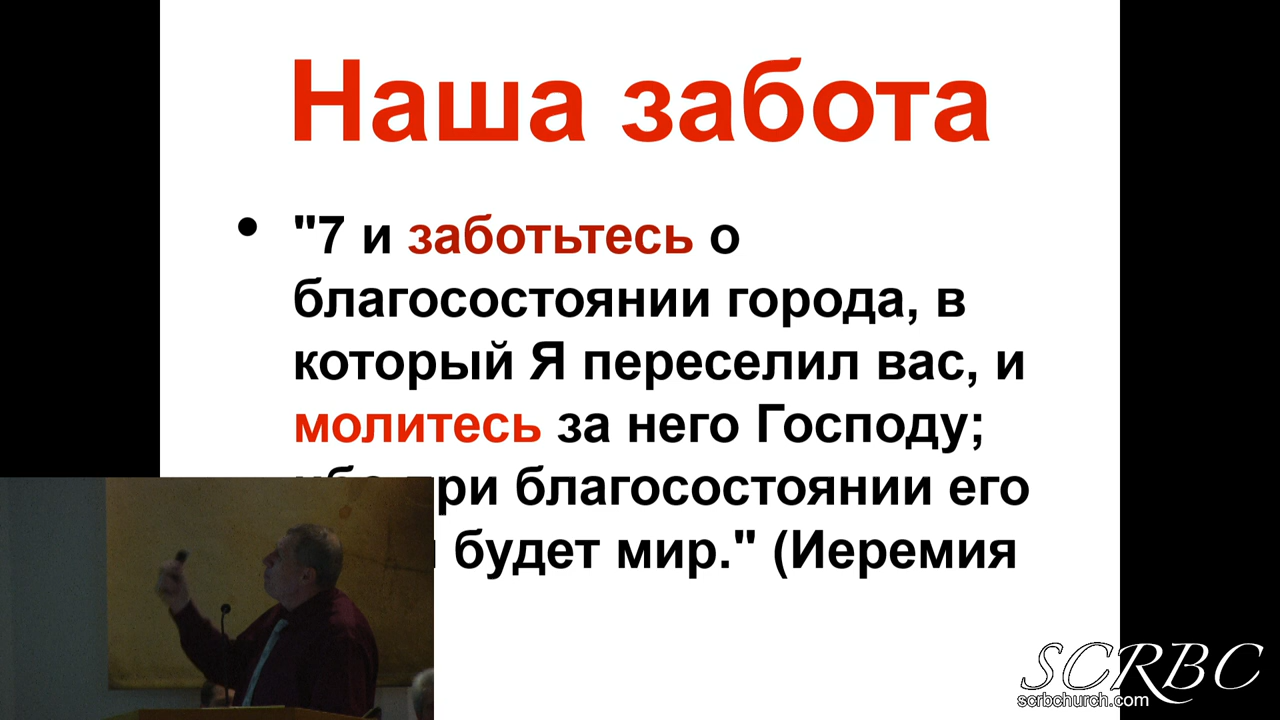 Наша забота
• "7 и заботьтесь о
благосостоянии города, в
который Я переселил вас, и
молитесь за него Господу;
при благосостоянии его
будет мир." (Иеремия
SCRBC
scrbchurch.com